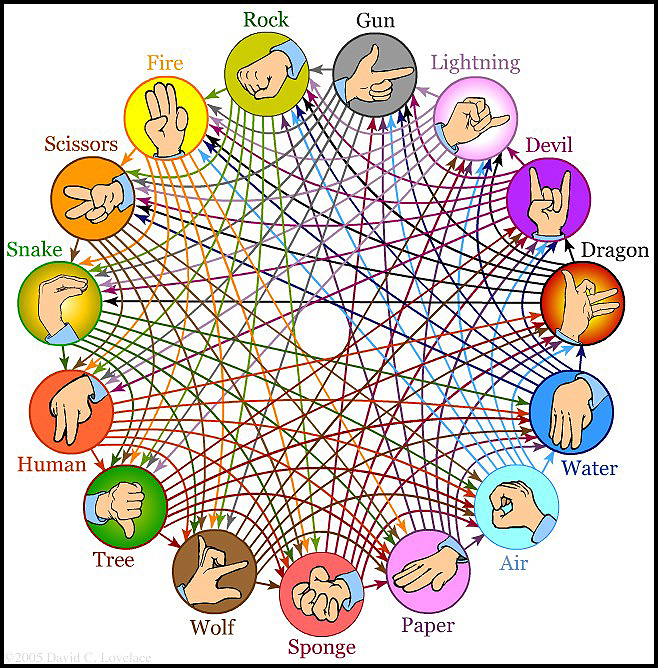 Rock
Gun
Fire
Lightning
Scissors
Devil
Snake
Dragon
Human
Water
Tree
Air
Wolf
Paper
Sponge
©2005 David C. Lovelace